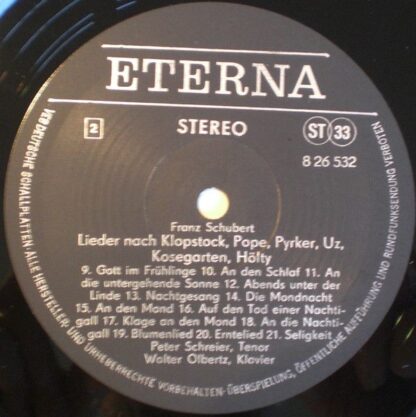 ETERNA
2 STEREO ST 33
8 26 532
Franz Schubert
Lieder nach Klopstock, Pope, Pyrker, Uz,
Kosegarten, Hölty
9. Gott im Frühlinge 10. An den Schlaf 11. An
die untergehende Sonne 12. Abends unter der
Linde 13. Nachtgesang 14. Die Mondnacht
15. An den Mond 16. Auf den Tod einer Nachti-
gall 17. Klage an den Mond 18. An die Nachti-
gall 19. Blumenlied 20. Erntelied 21. Seligkeit
Peter Schreier, Tenor
Walter Olbertz, Klavier
VEB DEUTSCHE SCHALLPLATTEN · ALLE HERSTELLER- UND URHEBERRECHTE VORBEHALTEN · ÜBERSPIELUNG, ÖFFENTLICHE AUFFÜHRUNG UND RUNDFUNKSENDUNG VERBOTEN